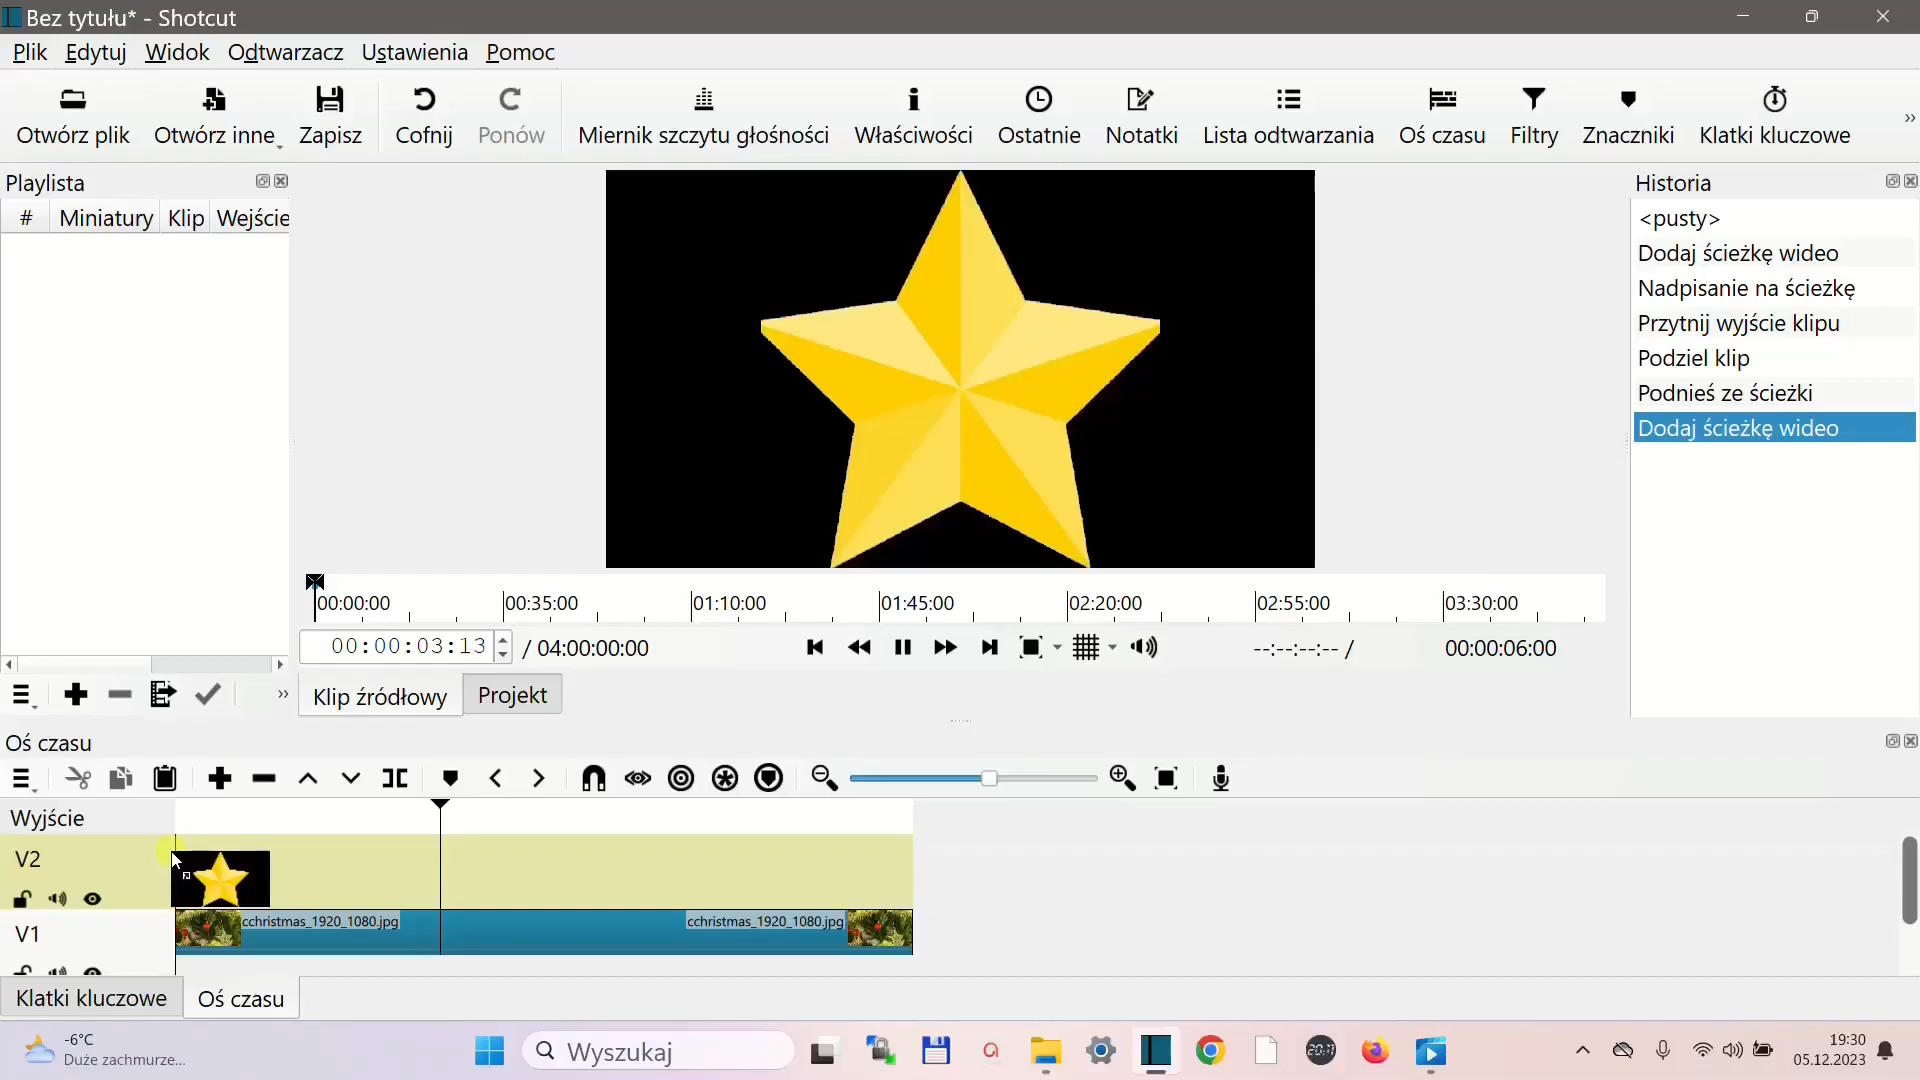 Bez tytułu* - Shotcut
Plik Edytuj Widok Odtwarzacz Ustawienia Pomoc
Otwórz plik Otwórz inne Zapisz Cofnij Ponów Miernik szczytu głośności Właściwości Ostatnie Notatki Lista odtwarzania Oś czasu Filtry Znaczniki Klatki kluczowe
Playlista
# Miniatury Klip Wejście
Historia
<pusty>
Dodaj ścieżkę wideo
Nadpisanie na ścieżkę
Przytnij wyjście klipu
Podziel klip
Podnieś ze ścieżki
Dodaj ścieżkę wideo
00:00:00 00:35:00 01:10:00 01:45:00 02:20:00 02:55:00 03:30:00
00:00:03:13 / 04:00:00:00 --:--:--:-- / 00:00:06:00
Klip źródłowy Projekt
Oś czasu
Wyjście
V2
V1 cchristmas_1920_1080.jpg cchristmas_1920_1080.jpg
Klatki kluczowe Oś czasu
-6°C
Duże zachmurze...
Wyszukaj
20:11
19:30
05.12.2023